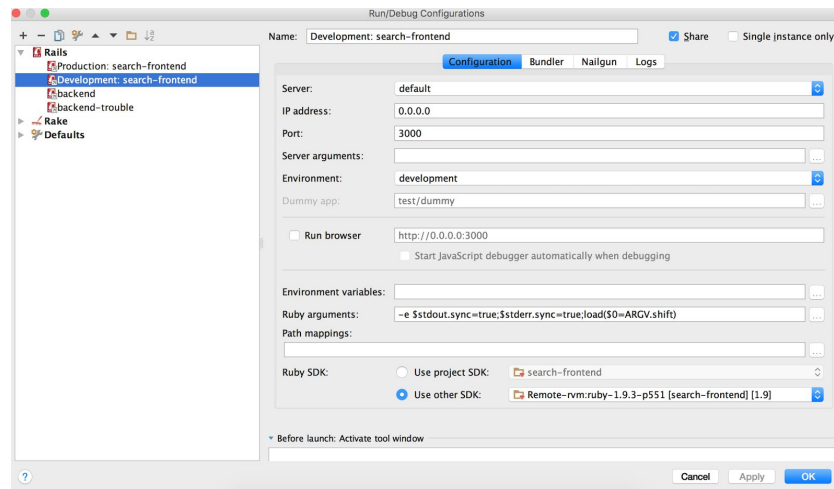 Run/Debug Configurations
Name: Development: search-frontend Share Single instance only
Rails
Production: search-frontend
Development: search-frontend
backend
backend-trouble
Rake
Defaults
Configuration Bundler Nailgun Logs
Server: default
IP address: 0.0.0.0
Port: 3000
Server arguments: ...
Environment: development
Dummy app: test/dummy ...
Run browser http://0.0.0.0:3000
Start JavaScript debugger automatically when debugging
Environment variables: ...
Ruby arguments: -e $stdout.sync=true;$stderr.sync=true;load($0=ARGV.shift) ...
Path mappings:
...
Ruby SDK: Use project SDK: search-frontend
Use other SDK: Remote-rvm:ruby-1.9.3-p551 [search-frontend] [1.9]
Before launch: Activate tool window
? Cancel Apply OK